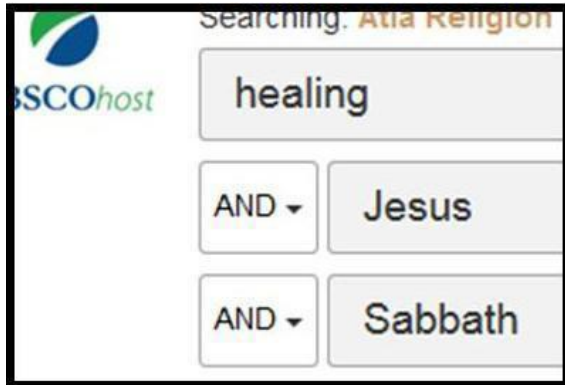 Searching: Atla Religion
BSCOhost
healing
AND Jesus
AND Sabbath